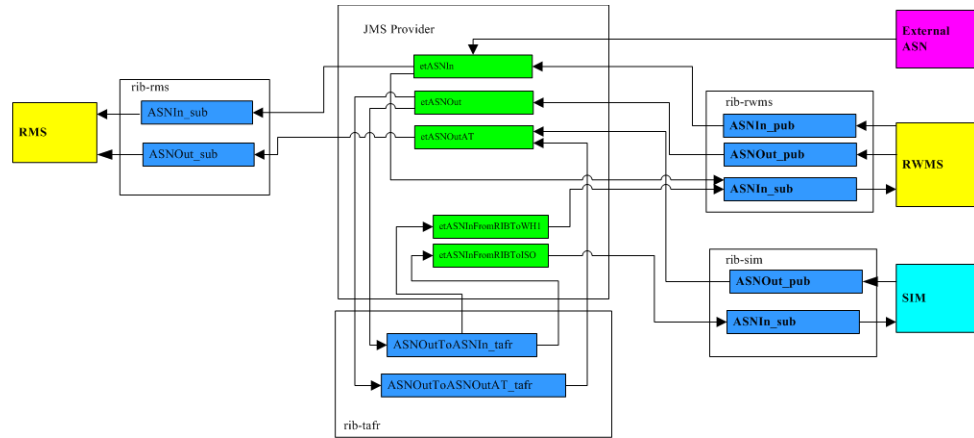 JMS Provider
External
ASN
etASNIn
rib-rms
rib-rwms
etASNOut
ASNIn_sub
ASNIn_pub
RMS
etASNOutAT
ASNOut_sub
ASNOut_pub
RWMS
ASNIn_sub
etASNInFromRIBToWH1
etASNInFromRIBToISO
rib-sim
ASNOut_pub
SIM
ASNIn_sub
ASNOutToASNIn_tafr
ASNOutToASNOutAT_tafr
rib-tafr